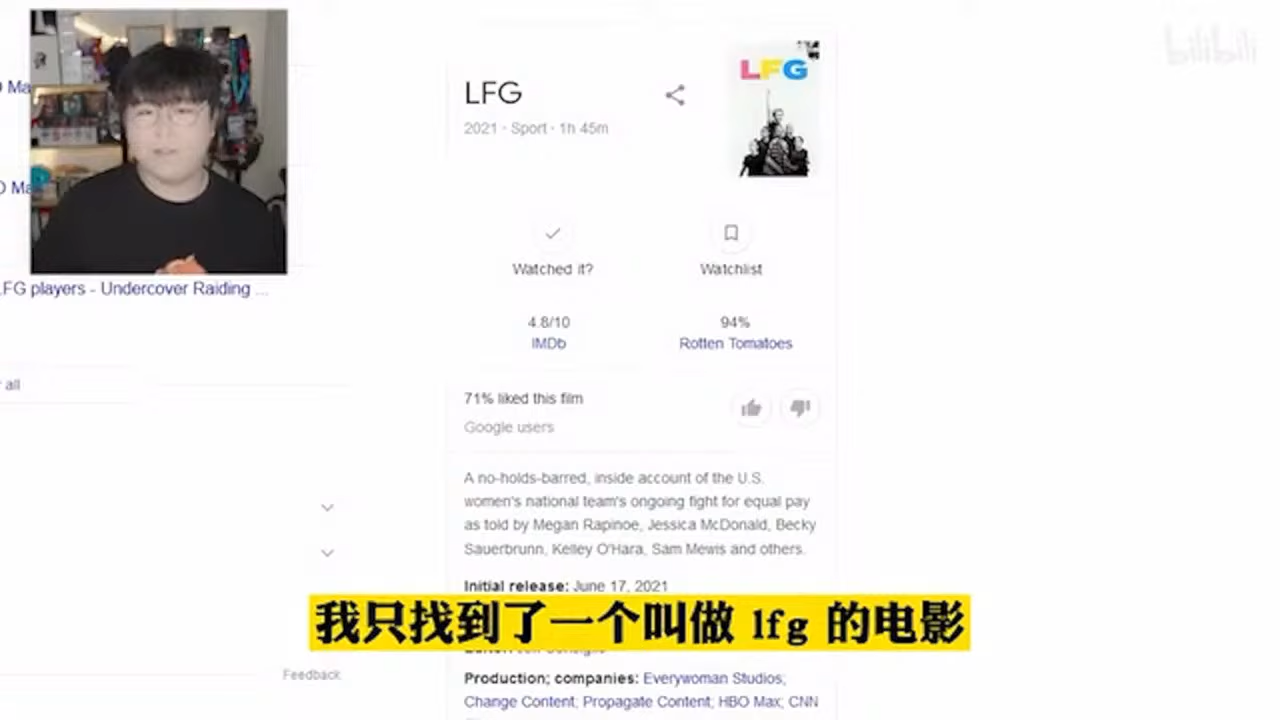 bilibili
LFG
2021 · Sport · 1h 45m
LFG
Watched it?
Watchlist
4.8/10
IMDb
94%
Rotten Tomatoes
LFG players - Undercover Raiding ...
all
71% liked this film
Google users
A no-holds-barred, inside account of the U.S.
women's national team's ongoing fight for equal pay
as told by Megan Rapinoe, Jessica McDonald, Becky
Sauerbrunn, Kelley O'Hara, Sam Mewis and others.
Initial release: June 17, 2021
我只找到了一个叫做 lfg 的电影
Feedback
Production; companies: Everywoman Studios;
Change Content; Propagate Content; HBO Max; CNN